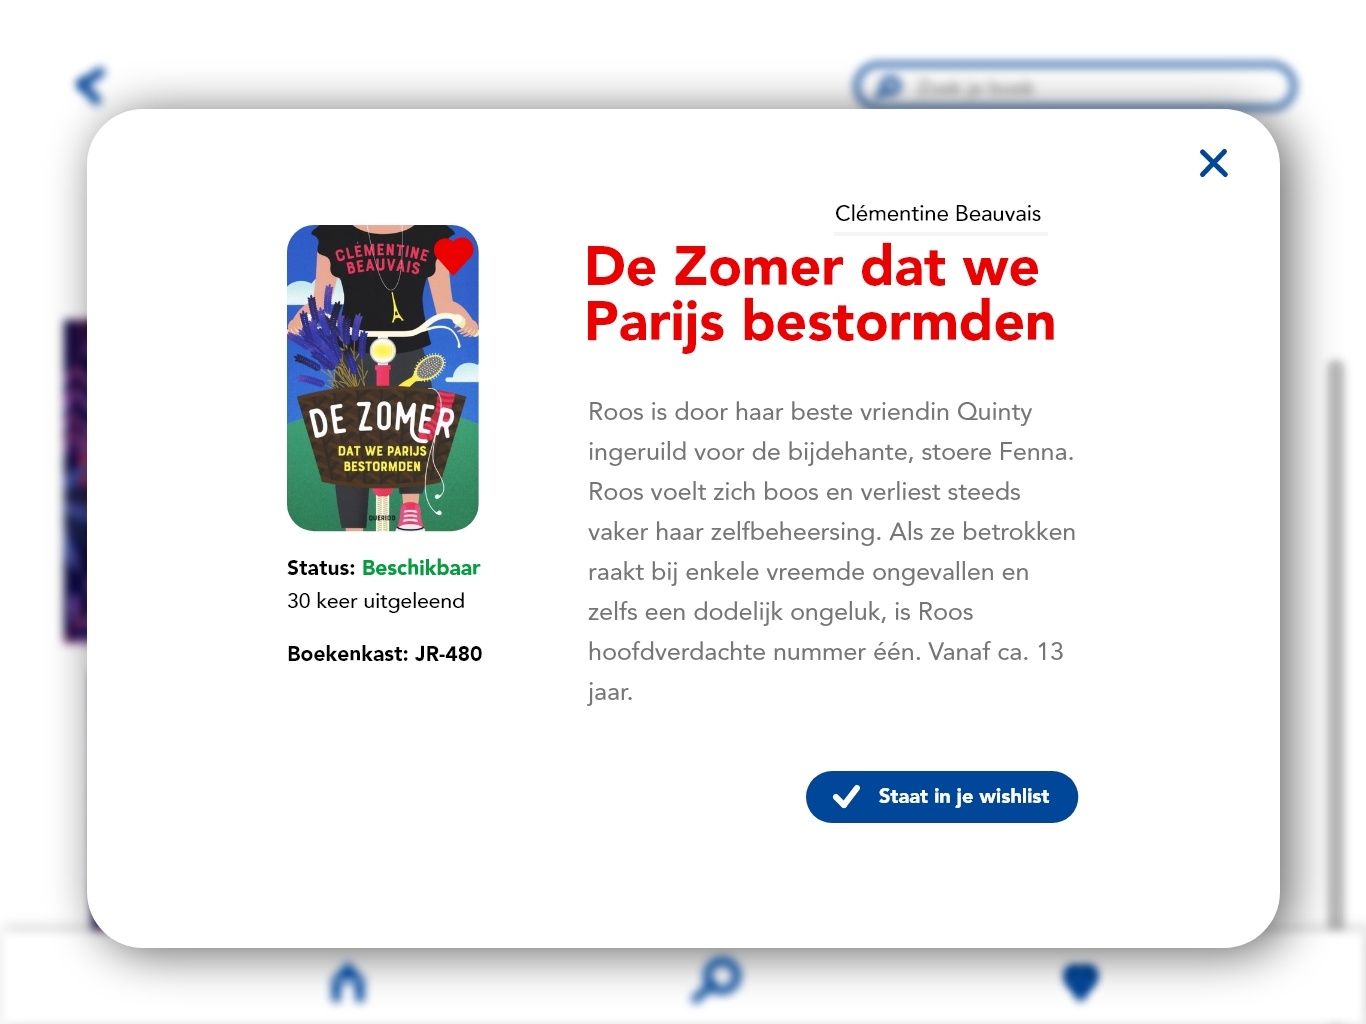 Zoek je boek
Clémentine Beauvais
De Zomer dat we
Parijs bestormden
CLÉMENTINE
BEAUVAIS
DE ZOMER
DAT WE PARIJS
BESTORMDEN
QUERIDO
Status: Beschikbaar
30 keer uitgeleend
Boekenkast: JR-480
Roos is door haar beste vriendin Quinty
ingeruild voor de bijdehante, stoere Fenna.
Roos voelt zich boos en verliest steeds
vaker haar zelfbeheersing. Als ze betrokken
raakt bij enkele vreemde ongevallen en
zelfs een dodelijk ongeluk, is Roos
hoofdverdachte nummer één. Vanaf ca. 13
jaar.
Staat in je wishlist